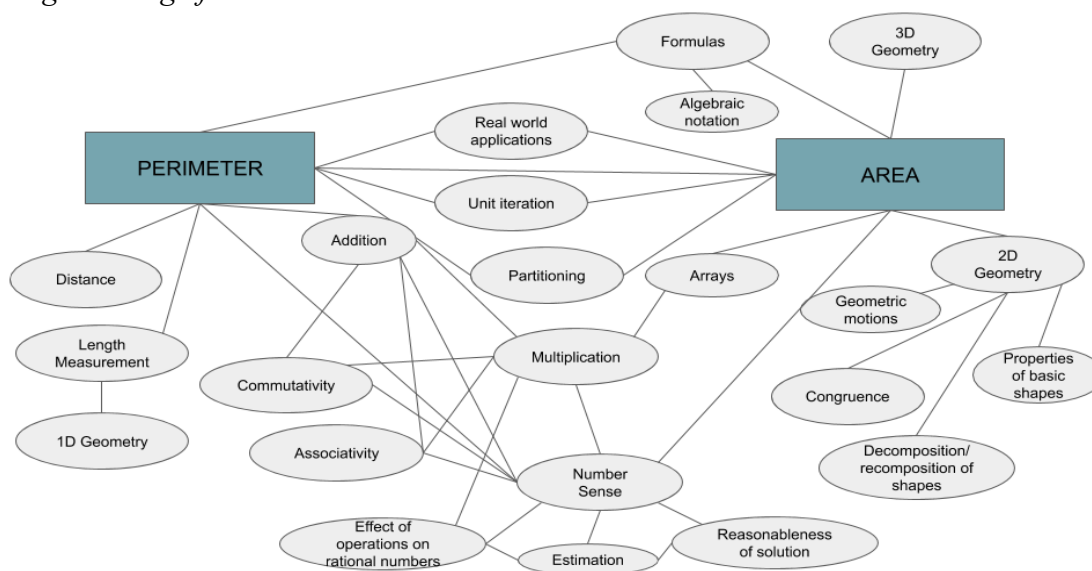 Formulas
3D
Geometry
Algebraic
notation
Real world
applications
PERIMETER
AREA
Unit iteration
Addition
Distance
Partitioning
Arrays
2D
Geometry
Geometric
motions
Length
Measurement
Multiplication
Properties
of basic
shapes
Commutativity
Congruence
1D Geometry
Associativity
Decomposition/
recomposition of
shapes
Number
Sense
Effect of
operations on
rational numbers
Estimation
Reasonableness
of solution